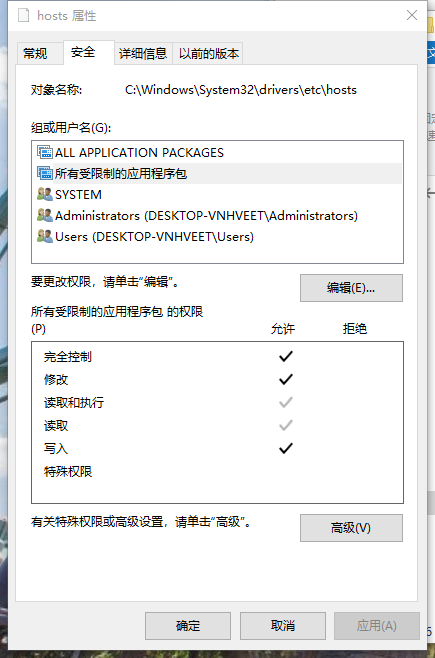 hosts 属性
常规 安全 详细信息 以前的版本
对象名称: C:\Windows\System32\drivers\etc\hosts
组或用户名(G):
ALL APPLICATION PACKAGES
所有受限制的应用程序包
SYSTEM
Administrators (DESKTOP-VNHVEET\Administrators)
Users (DESKTOP-VNHVEET\Users)
要更改权限，请单击“编辑”。
编辑(E)...
所有受限制的应用程序包 的权限
(P) 允许 拒绝
完全控制
修改
读取和执行
读取
写入
特殊权限
有关特殊权限或高级设置，请单击“高级”。
高级(V)
确定 取消 应用(A)
6